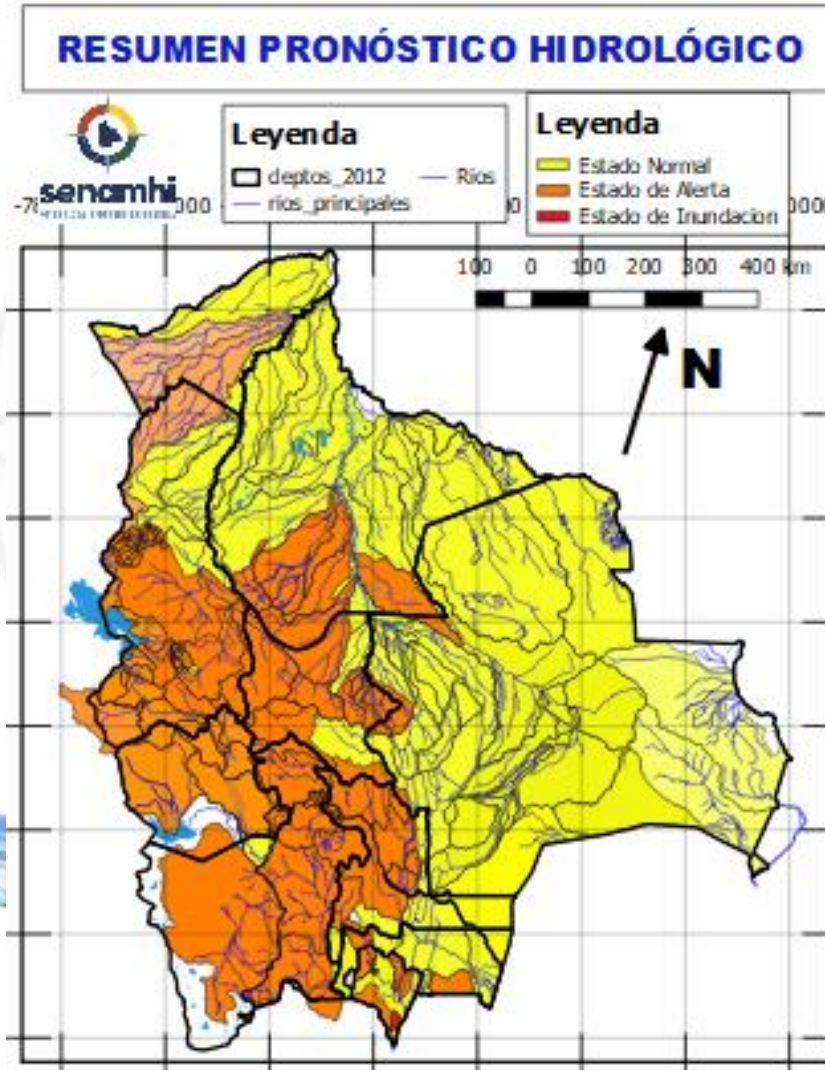 RESUMEN PRONÓSTICO HIDROLÓGICO
senamhi
Leyenda
deptos_2012
Rios
rios_principales
Leyenda
Estado Normal
Estado de Alerta
Estado de Inundacion
100 0 100 200 300 400 km
N